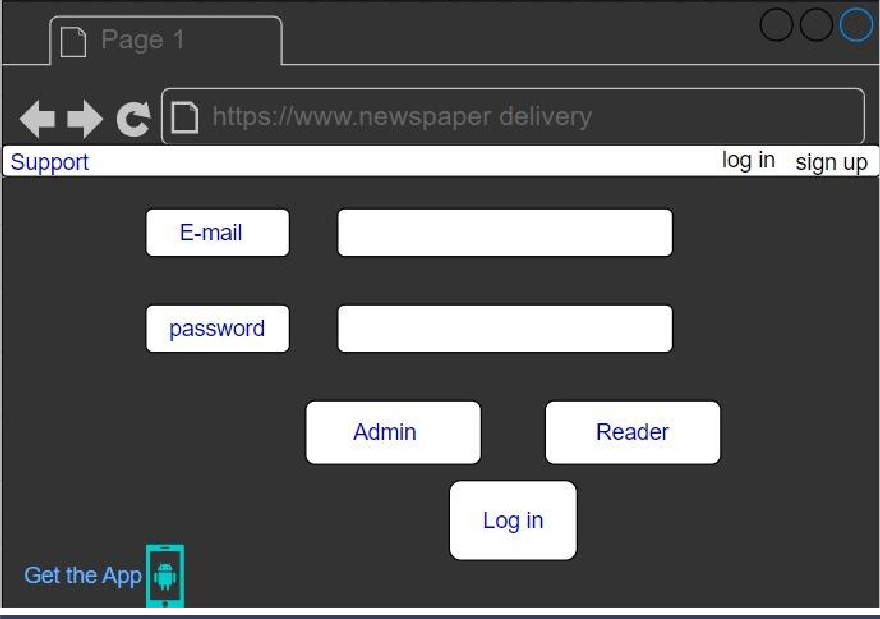 Page 1
https://www.newspaper delivery
Support log in sign up
E-mail
password
Admin Reader
Log in
Get the App